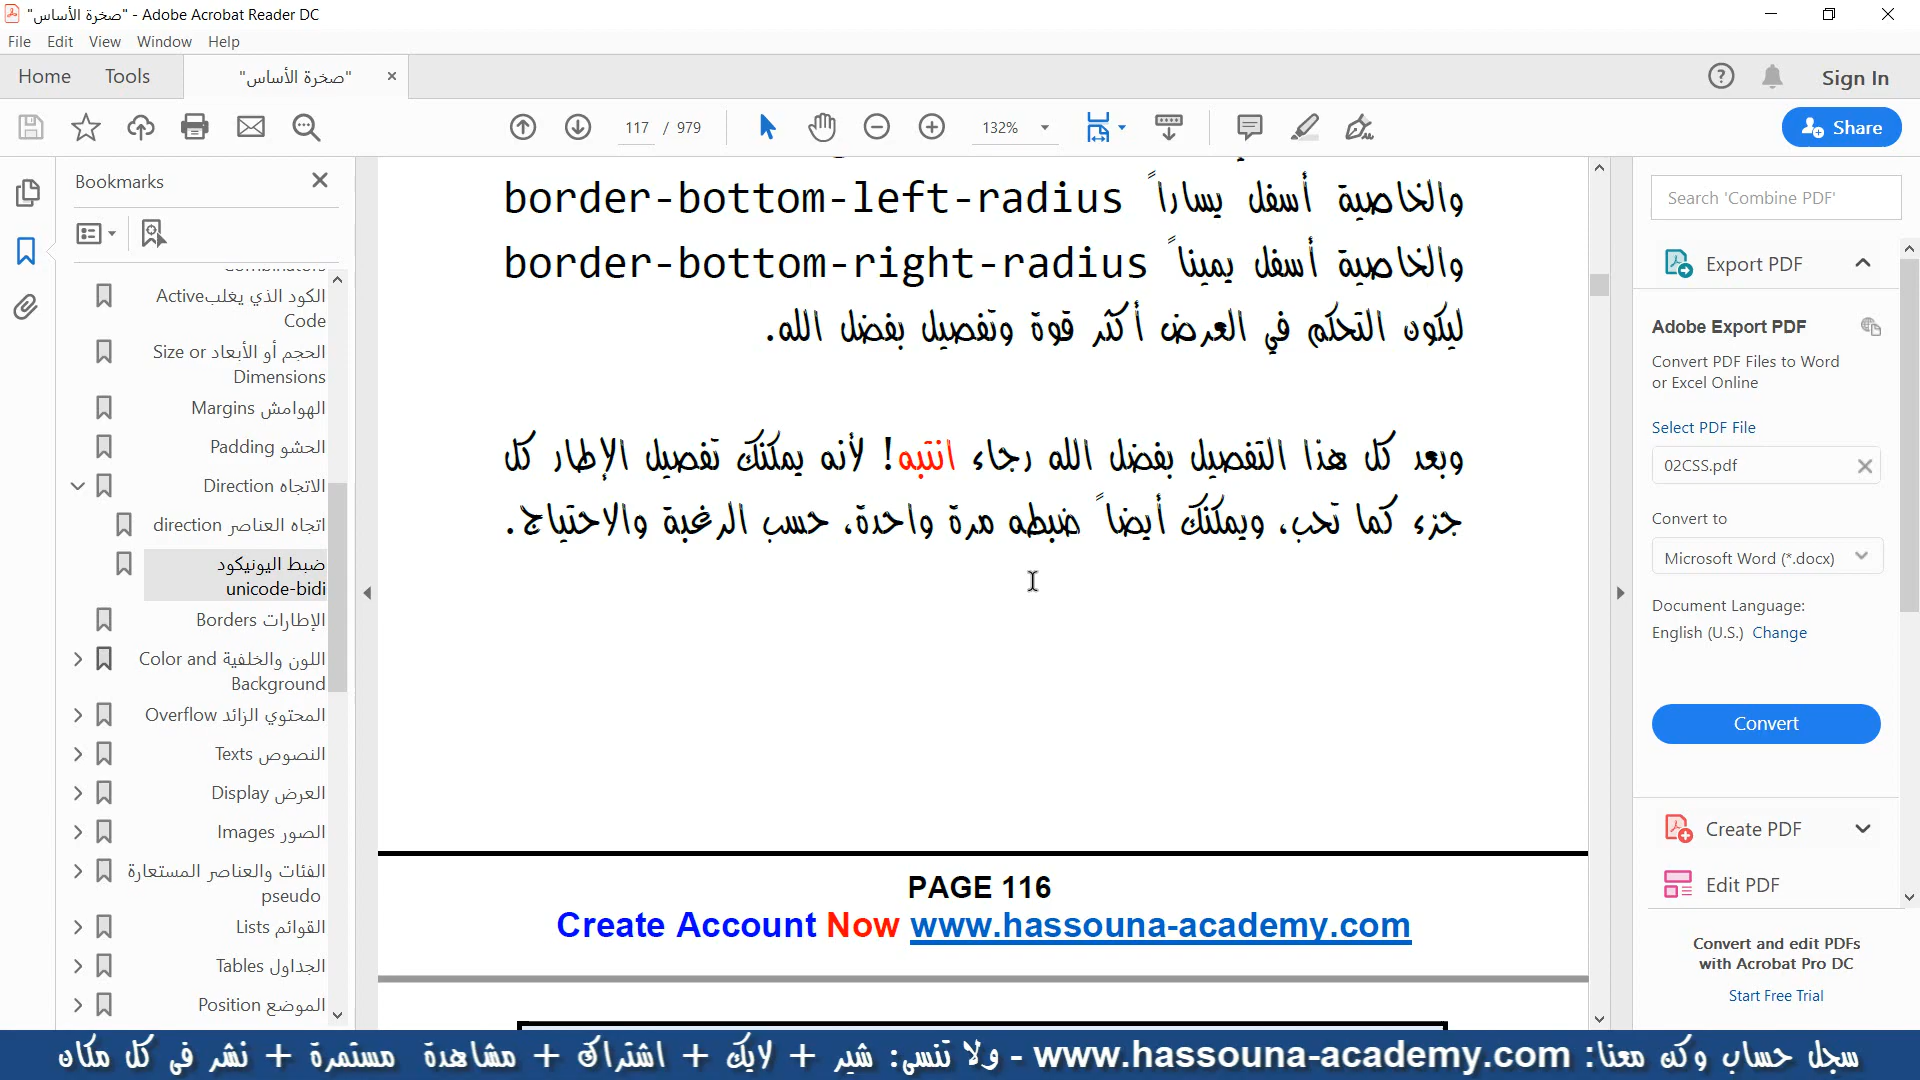 "صخرة الأساس" - Adobe Acrobat Reader DC
File Edit View Window Help
Home Tools "صخرة الأساس"
Sign In
117 / 979 132% Share
Bookmarks
الكود الذي يغلب Active
Code
الحجم أو الأبعاد Size or
Dimensions
الهوامش Margins
الحشو Padding
الاتجاه Direction
اتجاه العناصر direction
ضبط اليونيكود
unicode-bidi
الإطارات Borders
اللون والخلفية Color and
Background
المحتوي الزائد Overflow
النصوص Texts
العرض Display
الصور Images
الفئات والعناصر المستعارة
pseudo
القوائم Lists
الجداول Tables
الموضع Position
والخاصية أسفل يساراً border-bottom-left-radius
والخاصية أسفل يميناً border-bottom-right-radius
ليكون التحكم في العرض أكثر قوة وتفصيل بفضل الله.
وبعد كل هذا التفصيل بفضل الله رجاء انتبه! لأنه يمكنك تفصيل الإطار كل
جزء كما تحب، ويمكنك أيضاً ضبطه مرة واحدة، حسب الرغبة والاحتياج.
PAGE 116
Create Account Now www.hassouna-academy.com
Search 'Combine PDF'
Export PDF
Adobe Export PDF
Convert PDF Files to Word
or Excel Online
Select PDF File
02CSS.pdf
Convert to
Microsoft Word (*.docx)
Document Language:
English (U.S.) Change
Convert
Create PDF
Edit PDF
Convert and edit PDFs
with Acrobat Pro DC
Start Free Trial
سجل حساب وكن معنا: www.hassouna-academy.com - ولا تنسى: شير + لايك + اشتراك + مشاهدة مستمرة + نشر في كل مكان